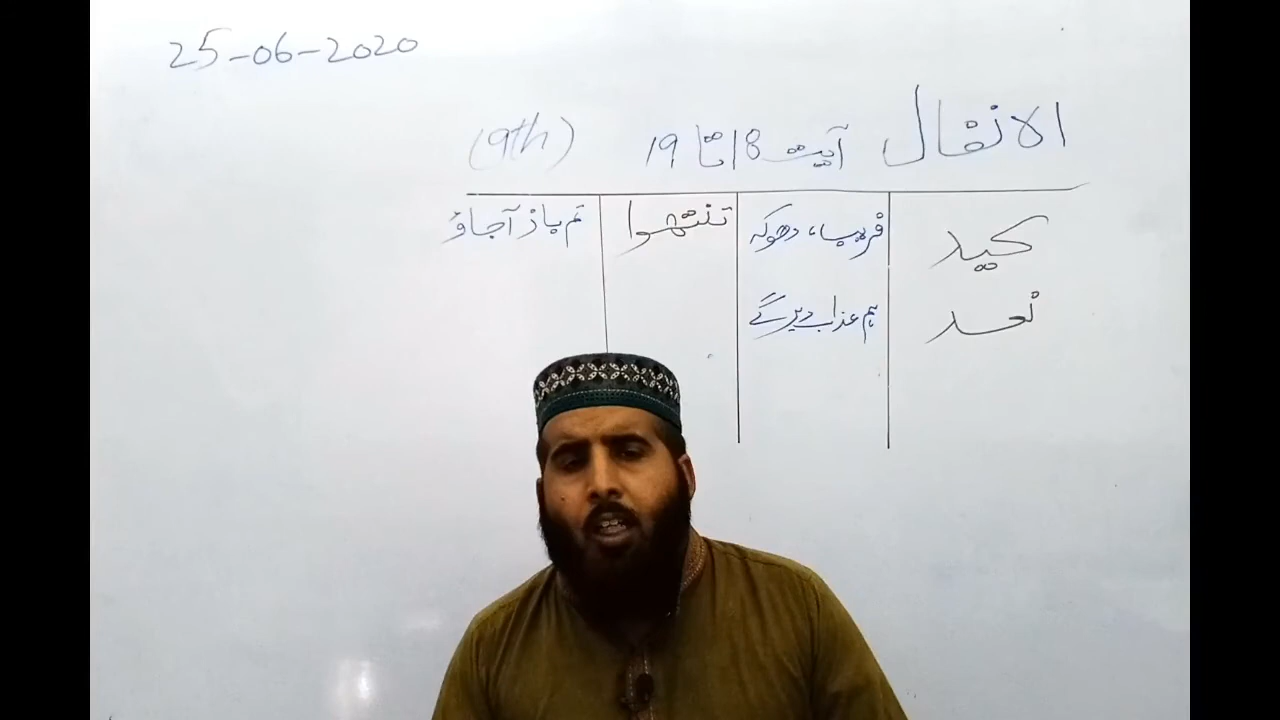 25-06-2020
الانفال آیت 18 تا 19 (9th)
کید فریب، دھوکہ تنتھوا تم باز آجاؤ
نعد ہم عذاب دیں گے